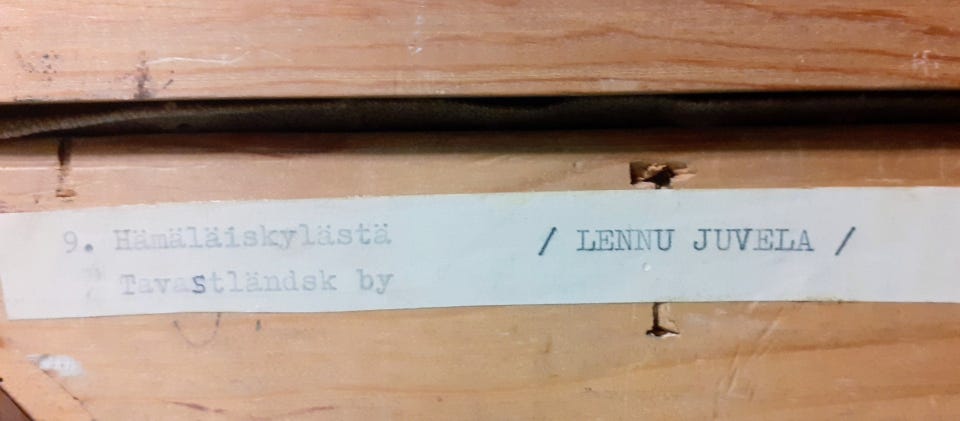 9. Hämäläiskylästä / LENNU JUVELA /
Tavastländsk by